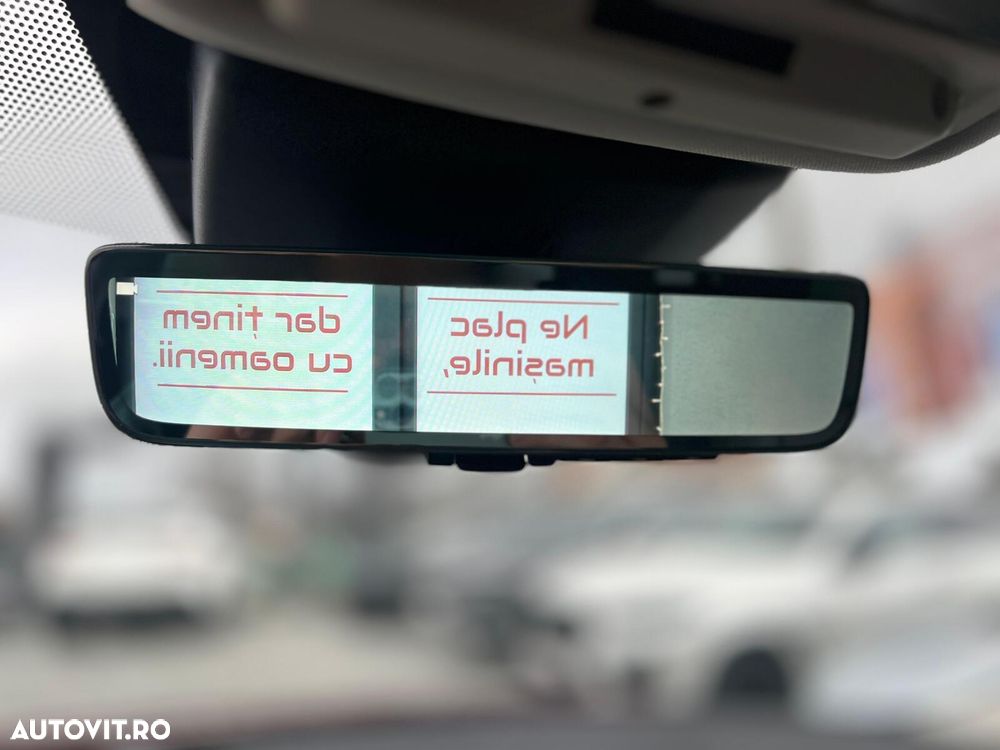 Ne plac
mașinile,
dar ținem
cu oamenii.
AUTOVIT.RO